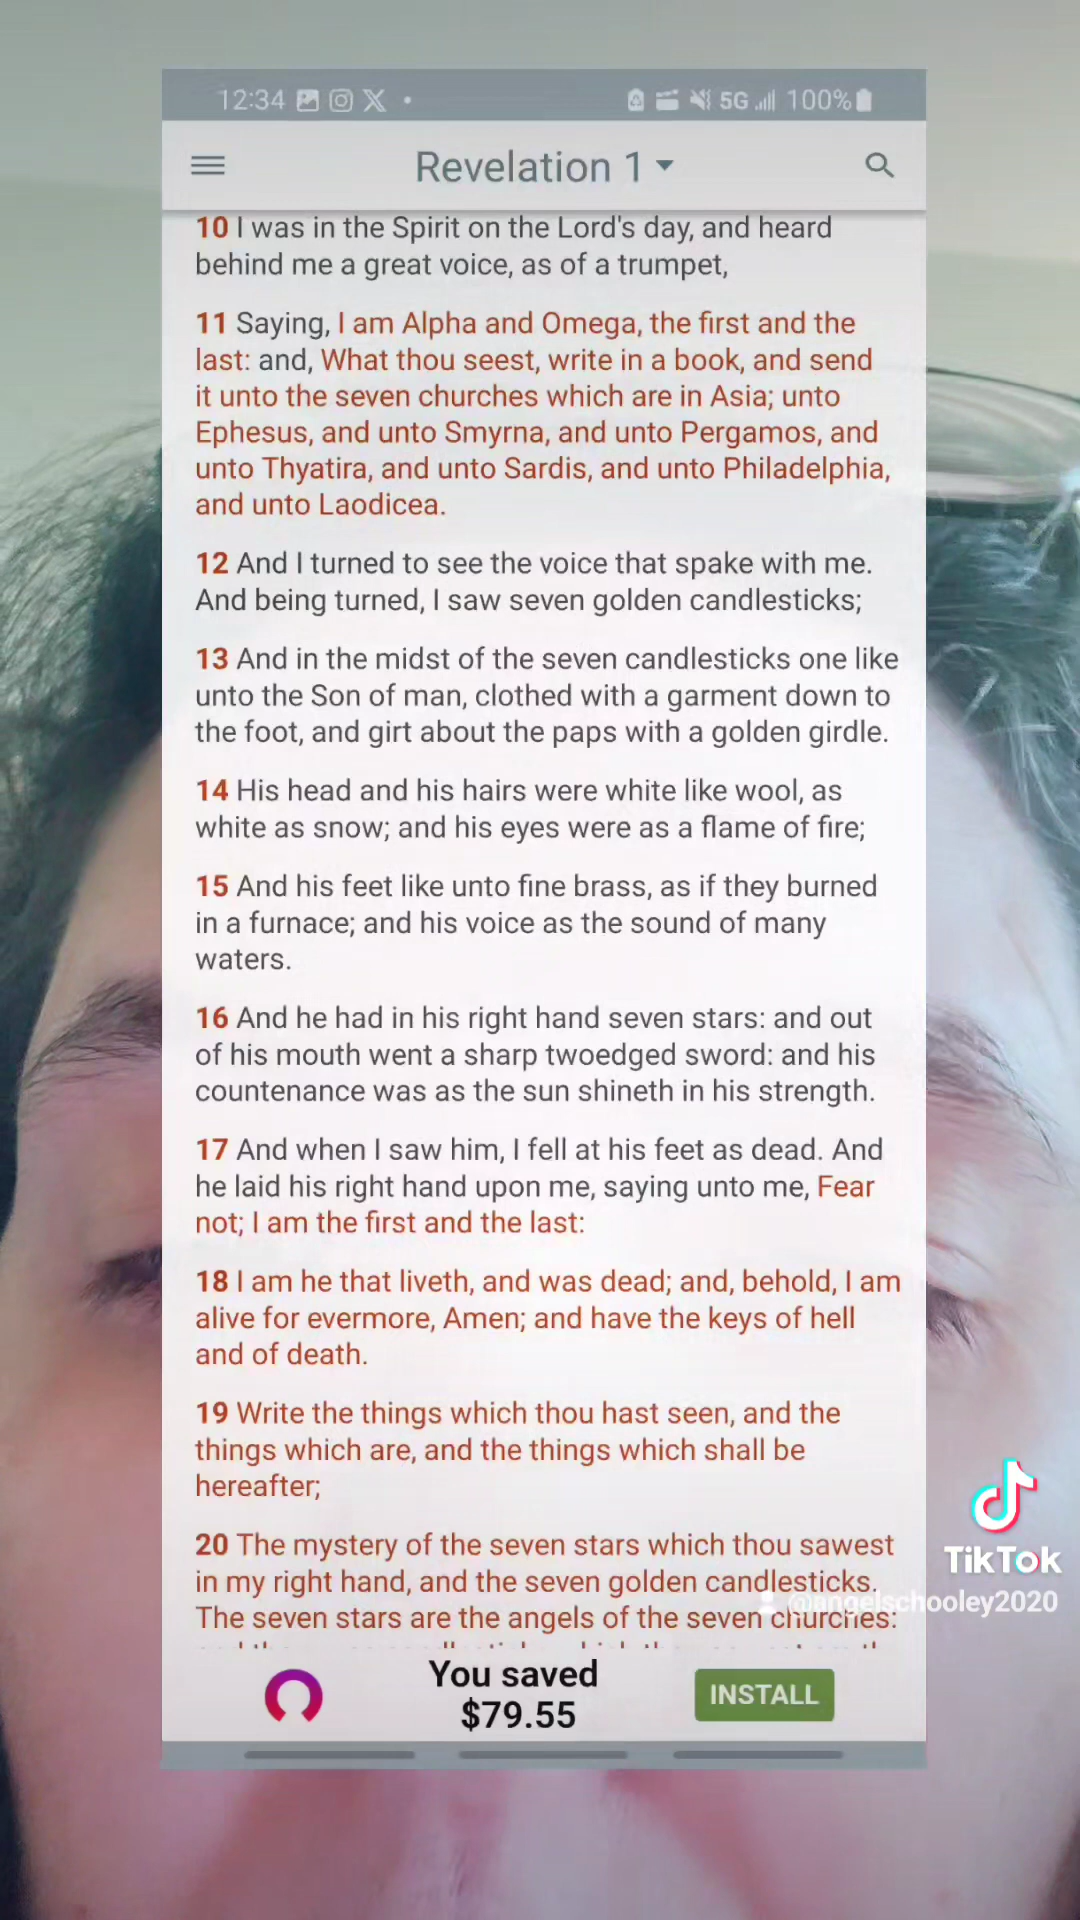 12:34
5G 100%
Revelation 1
10 I was in the Spirit on the Lord's day, and heard
behind me a great voice, as of a trumpet,
11 Saying, I am Alpha and Omega, the first and the
last: and, What thou seest, write in a book, and send
it unto the seven churches which are in Asia; unto
Ephesus, and unto Smyrna, and unto Pergamos, and
unto Thyatira, and unto Sardis, and unto Philadelphia,
and unto Laodicea.
12 And I turned to see the voice that spake with me.
And being turned, I saw seven golden candlesticks;
13 And in the midst of the seven candlesticks one like
unto the Son of man, clothed with a garment down to
the foot, and girt about the paps with a golden girdle.
14 His head and his hairs were white like wool, as
white as snow; and his eyes were as a flame of fire;
15 And his feet like unto fine brass, as if they burned
in a furnace; and his voice as the sound of many
waters.
16 And he had in his right hand seven stars: and out
of his mouth went a sharp twoedged sword: and his
countenance was as the sun shineth in his strength.
17 And when I saw him, I fell at his feet as dead. And
he laid his right hand upon me, saying unto me, Fear
not; I am the first and the last:
18 I am he that liveth, and was dead; and, behold, I am
alive for evermore, Amen; and have the keys of hell
and of death.
19 Write the things which thou hast seen, and the
things which are, and the things which shall be
hereafter;
20 The mystery of the seven stars which thou sawest
in my right hand, and the seven golden candlesticks.
The seven stars are the angels of the seven churches:
You saved
$79.55
INSTALL
TikTok
@angelschooley2020